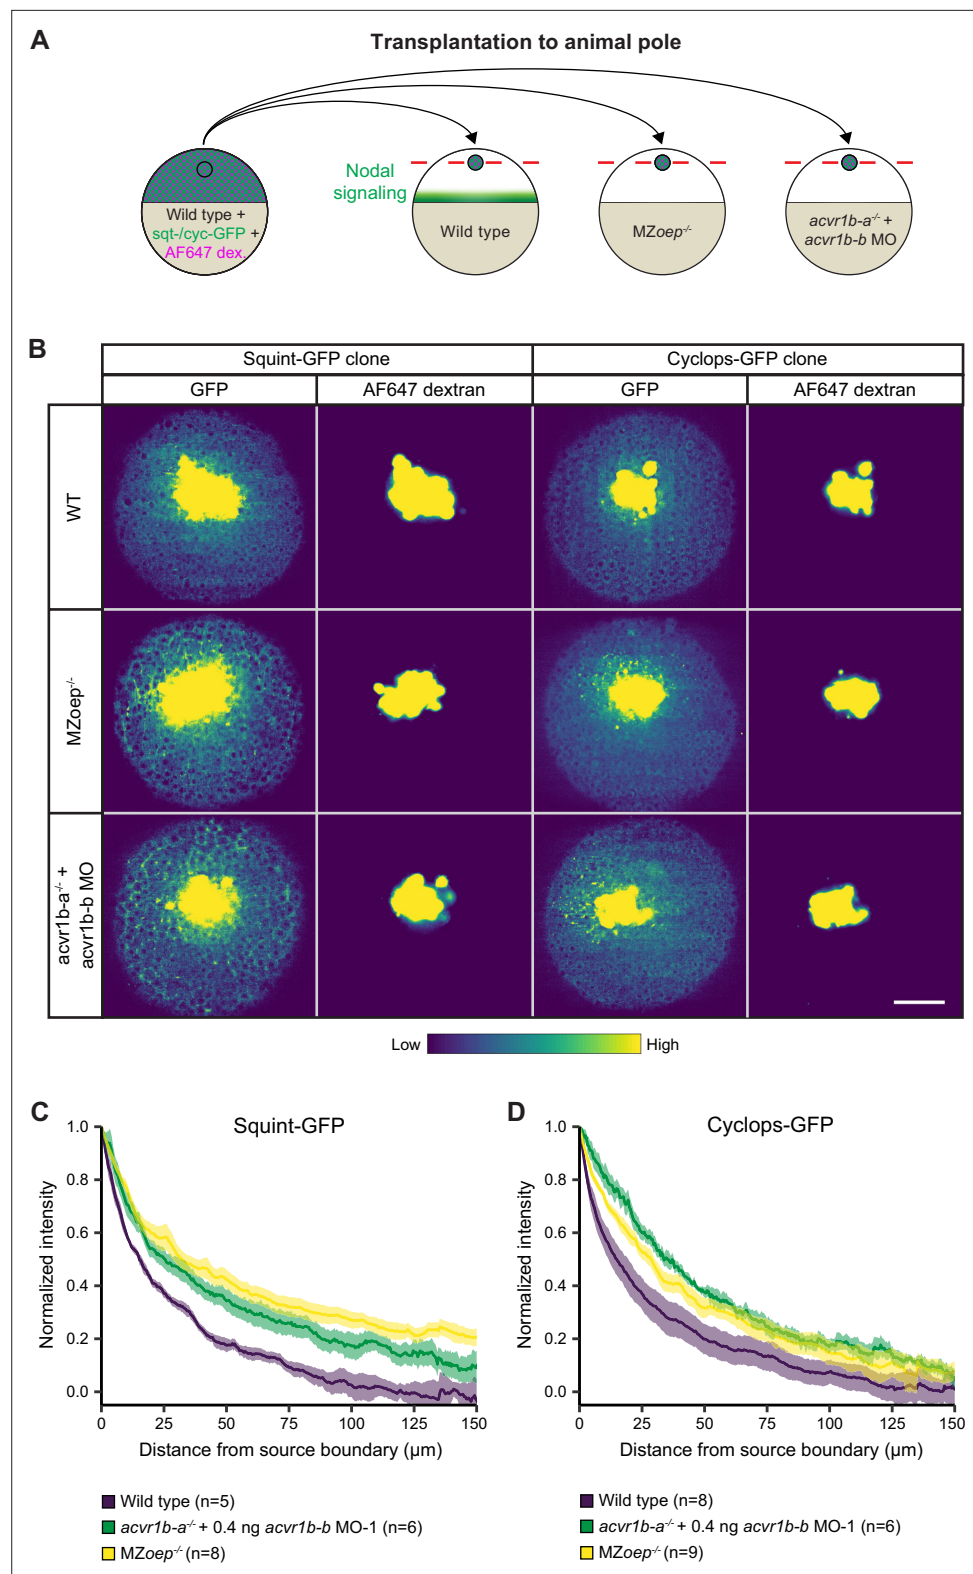 A
Transplantation to animal pole
Nodal
signaling
Wild type +
sqt-/cyc-GFP +
AF647 dex.
Wild type
MZoep-/-
acvr1b-a-/- +
acvr1b-b MO
B
Squint-GFP clone
Cyclops-GFP clone
GFP
AF647 dextran
GFP
AF647 dextran
WT
MZoep-/-
acvr1b-a-/- +
acvr1b-b MO
Low
High
C
Squint-GFP
Normalized intensity
1.0
0.8
0.6
0.4
0.2
0.0
0
25
50
75
100
125
150
Distance from source boundary (µm)
Wild type (n=5)
acvr1b-a-/- + 0.4 ng acvr1b-b MO-1 (n=6)
MZoep-/- (n=8)
D
Cyclops-GFP
Normalized intensity
1.0
0.8
0.6
0.4
0.2
0.0
0
25
50
75
100
125
150
Distance from source boundary (µm)
Wild type (n=8)
acvr1b-a-/- + 0.4 ng acvr1b-b MO-1 (n=6)
MZoep-/- (n=9)